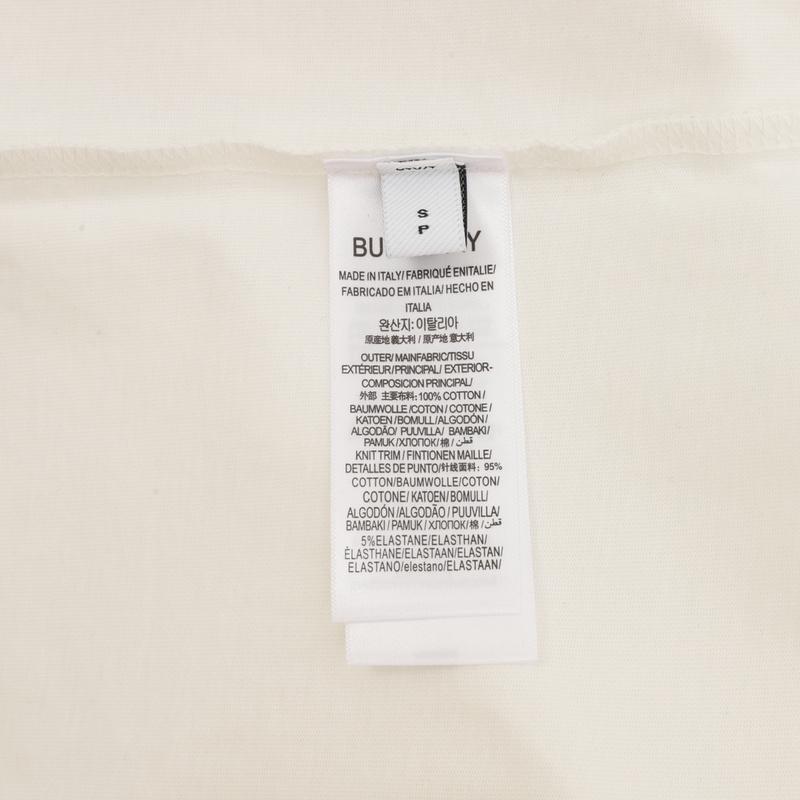 S
P
BU Y
MADE IN ITALY/ FABRIQUÉ ENITALIE/
FABRICADO EM ITALIA/ HECHO EN
ITALIA
완산지: 이탈리아
原産地 義大利 / 原产地 意大利
OUTER/ MAINFABRIC/TISSU
EXTÉRIEUR/PRINCIPAL/ EXTERIOR-
COMPOSICION PRINCIPAL/
外部 主要布料: 100% COTTON /
BAUMWOLLE /COTON / COTONE /
KATOEN /BOMULL/ALGODÓN/
ALGODÃO/ PUUVILLA/ BAMBAKI/
PAMUK /ХЛОПОК/ 棉 / قطن/
KNIT TRIM / FINTIONEN MAILLE/
DETALLES DE PUNTO/针线面料: 95%
COTTON/BAUMWOLLE/COTON/
COTONE/ KATOEN/BOMULL/
ALGODÓN /ALGODÃO / PUUVILLA/
BAMBAKI / PAMUK / ХЛОПОК/ 棉 /قطن/
5%ELASTANE/ELASTHAN/
ÉLASTHANE/ELASTAAN/ELASTAN/
ELASTANO/elestano/ELASTAAN/